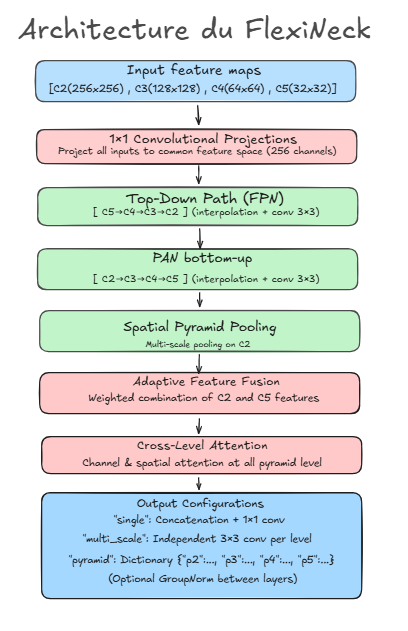 Architecture du FlexiNeck
Input feature maps
[C2(256x256) , C3(128x128) , C4(64x64) , C5(32x32)]
1×1 Convolutional Projections
Project all inputs to common feature space (256 channels)
Top-Down Path (FPN)
[ C5→C4→C3→C2 ] (interpolation + conv 3×3)
PAN bottom-up
[ C2→C3→C4→C5 ] (interpolation + conv 3×3)
Spatial Pyramid Pooling
Multi-scale pooling on C2
Adaptive Feature Fusion
Weighted combination of C2 and C5 features
Cross-Level Attention
Channel & spatial attention at all pyramid level
Output Configurations
"single": Concatenation + 1×1 conv
"multi_scale": Independent 3×3 conv per level
"pyramid": Dictionary {"p2":..., "p3":..., "p4":..., "p5":...}
(Optional GroupNorm between layers)